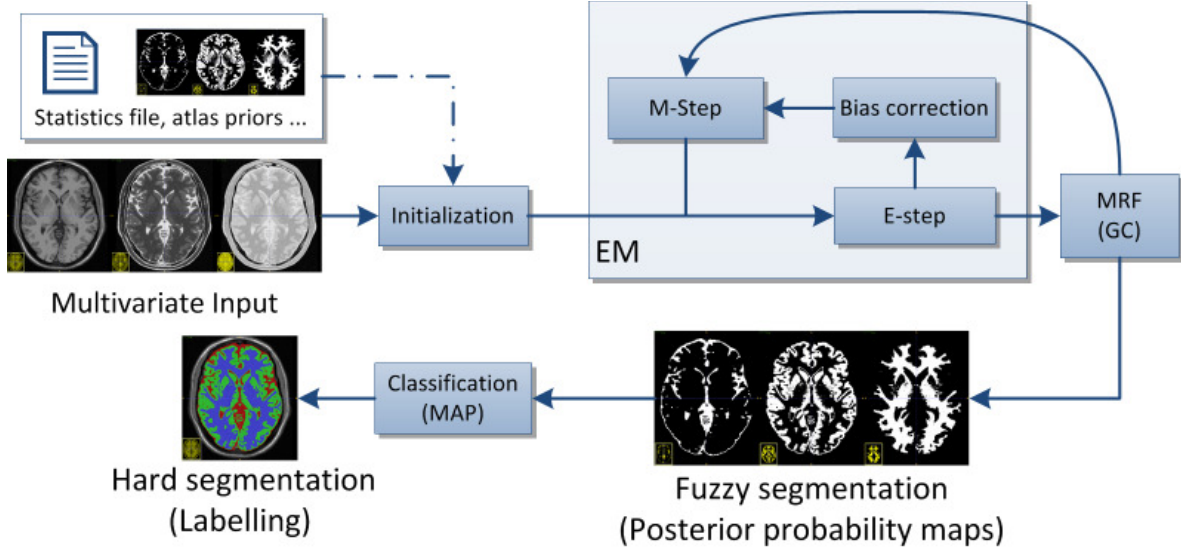 Statistics file, atlas priors ...
Multivariate Input
Initialization
M-Step
Bias correction
E-step
EM
MRF
(GC)
Classification
(MAP)
Hard segmentation
(Labelling)
Fuzzy segmentation
(Posterior probability maps)